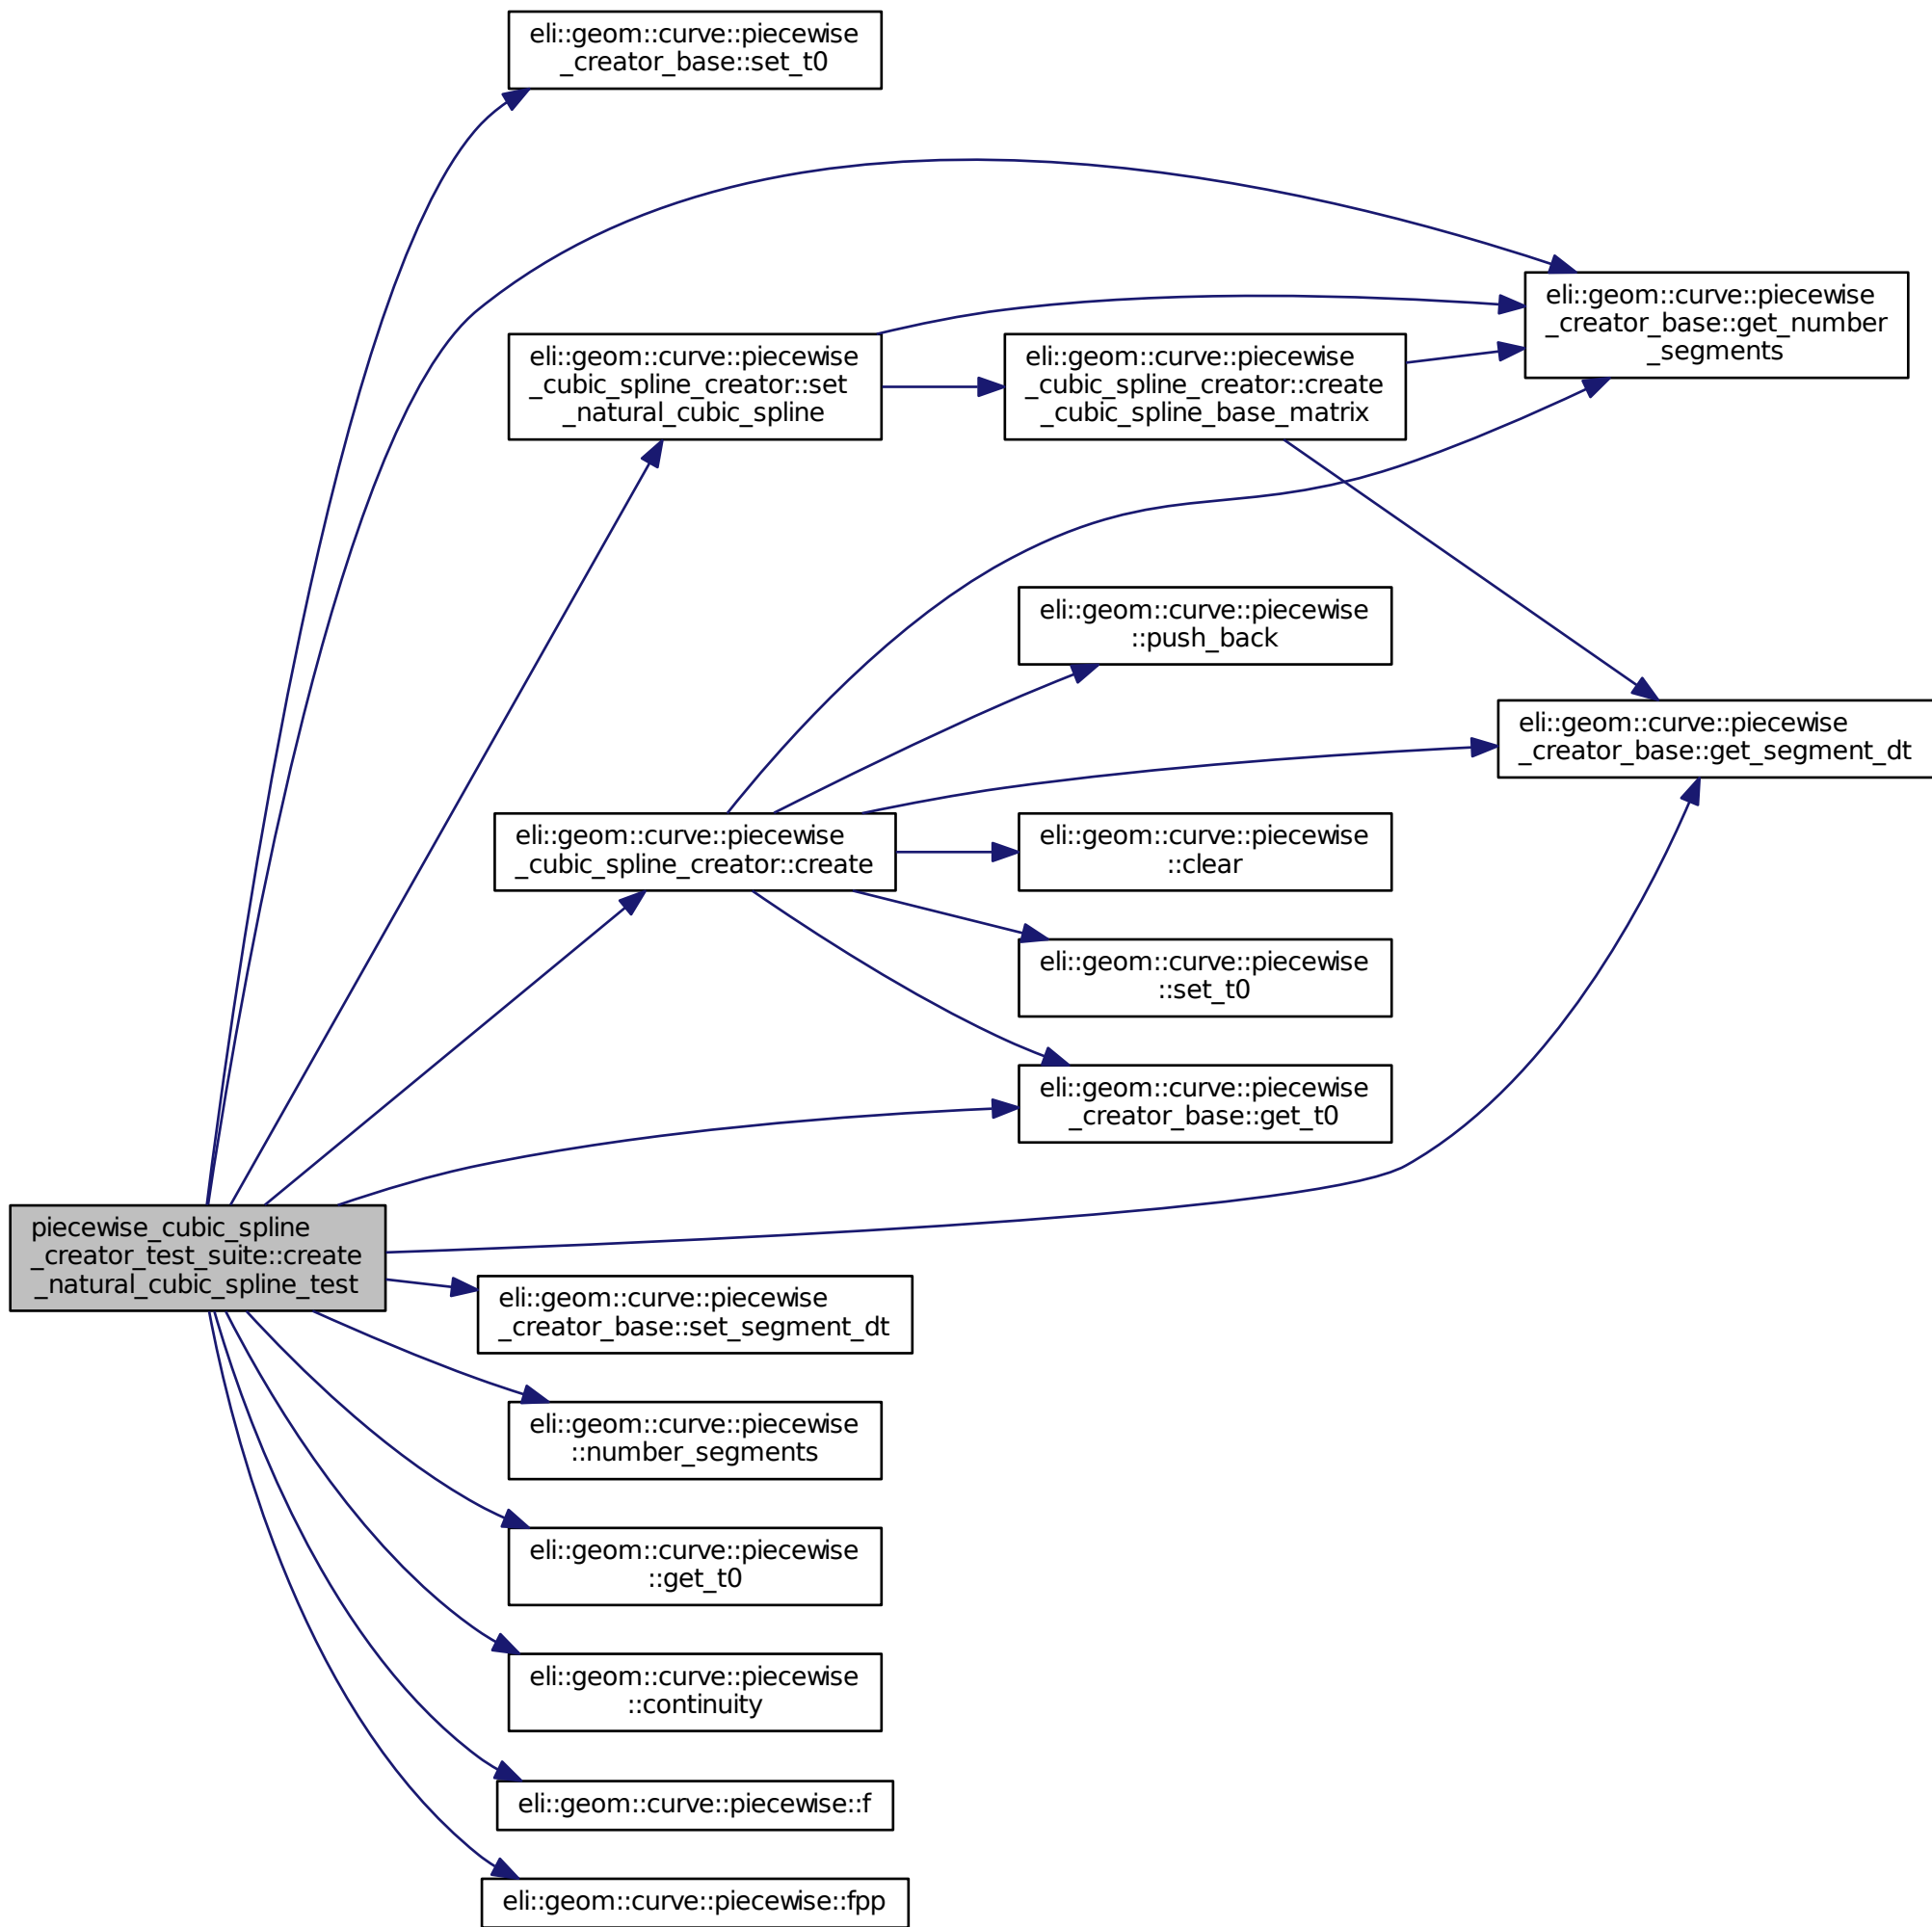 eli::geom::curve::piecewise
_creator_base::set_t0
eli::geom::curve::piecewise
_creator_base::get_number
_segments
eli::geom::curve::piecewise
_cubic_spline_creator::set
_natural_cubic_spline
eli::geom::curve::piecewise
_cubic_spline_creator::create
_cubic_spline_base_matrix
eli::geom::curve::piecewise
::push_back
eli::geom::curve::piecewise
_creator_base::get_segment_dt
eli::geom::curve::piecewise
_cubic_spline_creator::create
eli::geom::curve::piecewise
::clear
eli::geom::curve::piecewise
::set_t0
eli::geom::curve::piecewise
_creator_base::get_t0
piecewise_cubic_spline
_creator_test_suite::create
_natural_cubic_spline_test
eli::geom::curve::piecewise
_creator_base::set_segment_dt
eli::geom::curve::piecewise
::number_segments
eli::geom::curve::piecewise
::get_t0
eli::geom::curve::piecewise
::continuity
eli::geom::curve::piecewise::f
eli::geom::curve::piecewise::fpp